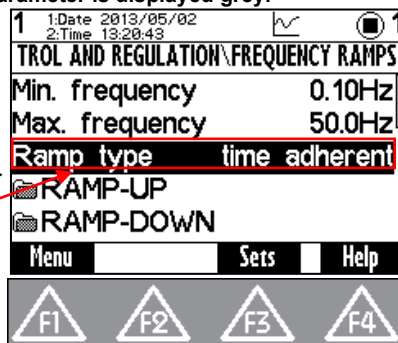 arameter is displayed grey.
1 1:Date 2013/05/02 1
2:Time 13:20:43
TROL AND REGULATION\FREQUENCY RAMPS
Min. frequency 0.10Hz
Max. frequency 50.0Hz
Ramp type time adherent
RAMP-UP
RAMP-DOWN
Menu Sets Help
F1 F2 F3 F4